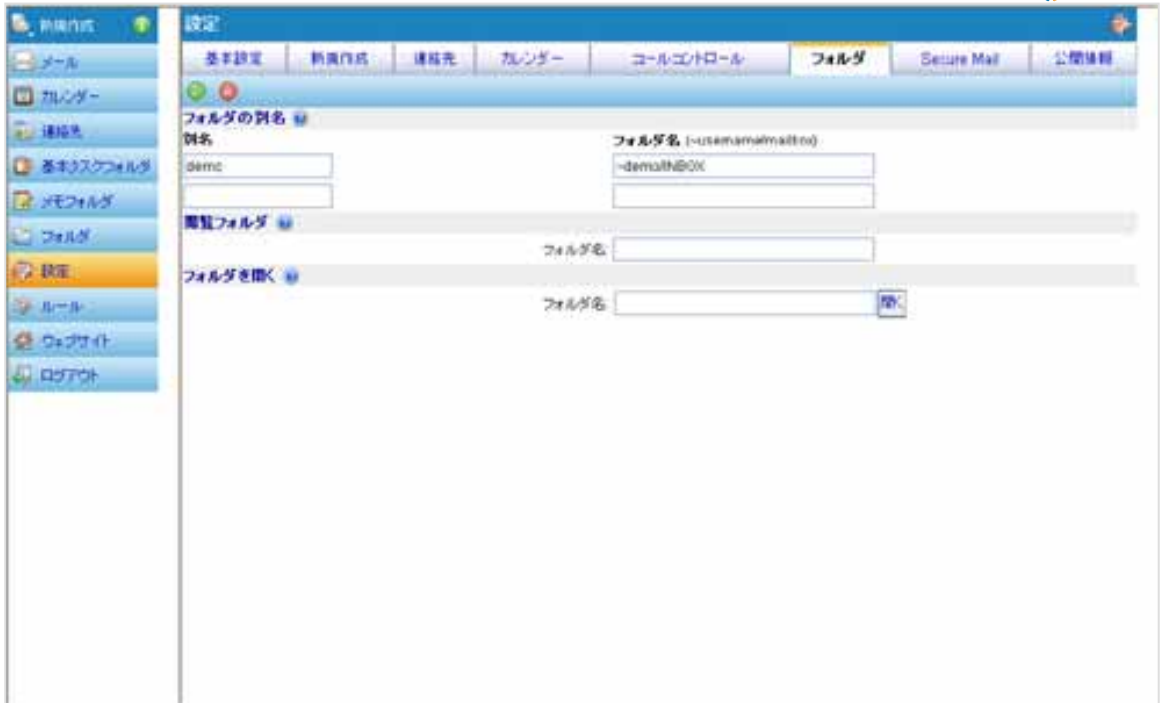 新規作成
メール
カレンダー
連絡先
基本タスクフォルダ
メモフォルダ
フォルダ
設定
ルール
ウェブサイト
ログアウト
設定
基本設定 新規作成 連絡先 カレンダー コールコントロール フォルダ Secure Mail 公開情報
フォルダの別名
別名 フォルダ名 (~username/mailbox)
demo ~demo/INBOX
閲覧フォルダ
フォルダ名
フォルダを開く
フォルダ名 開く